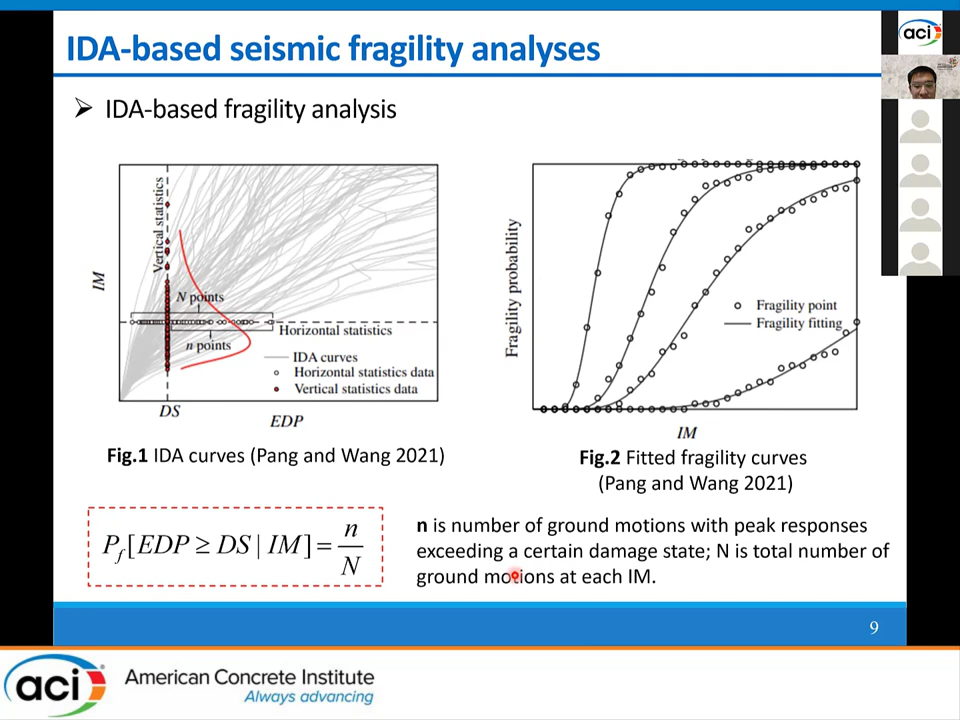 IDA-based seismic fragility analyses
aci
➢ IDA-based fragility analysis
Vertical statistics
IM
N points
n points
Horizontal statistics
IDA curves
Horizontal statistics data
Vertical statistics data
DS
EDP
Fragility probability
Fragility point
Fragility fitting
IM
Fig.1 IDA curves (Pang and Wang 2021)
Fig.2 Fitted fragility curves
(Pang and Wang 2021)
P_f[EDP ≥ DS | IM] = n/N
n is number of ground motions with peak responses
exceeding a certain damage state; N is total number of
ground motions at each IM.
9
aci
American Concrete Institute
Always advancing